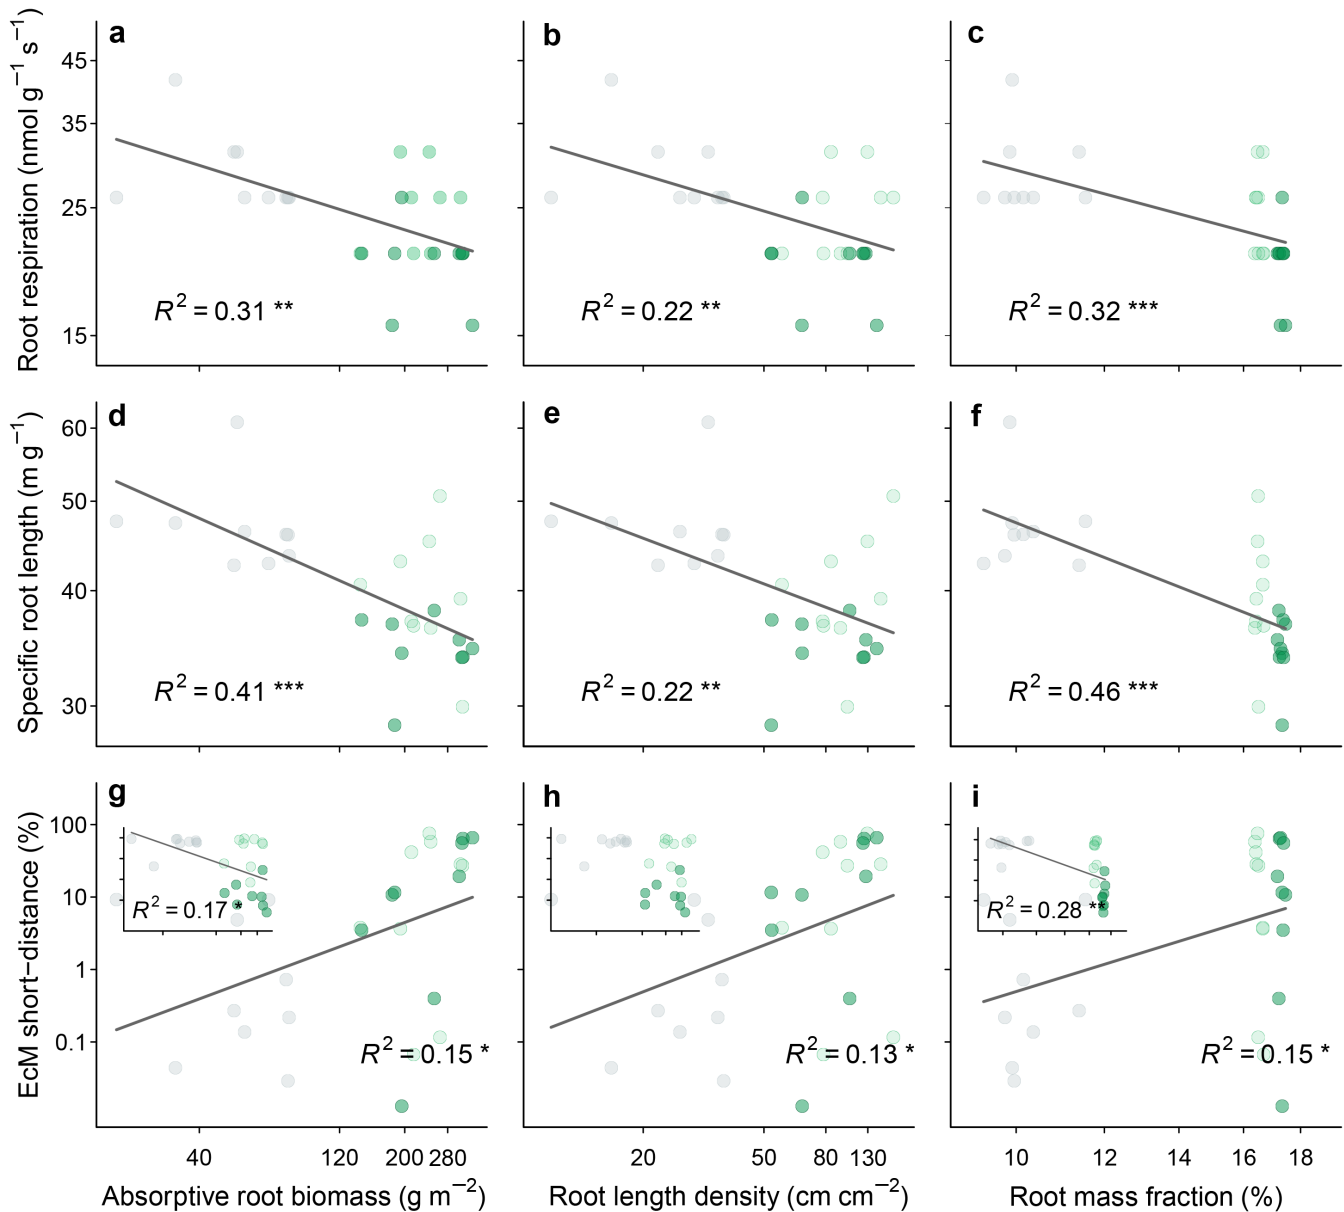 a
b
c
Root respiration (nmol g⁻¹ s⁻¹)
45
35
25
15
R² = 0.31 **
R² = 0.22 **
R² = 0.32 ***
d
e
f
Specific root length (m g⁻¹)
60
50
40
30
R² = 0.41 ***
R² = 0.22 **
R² = 0.46 ***
g
h
i
EcM short−distance (%)
100
10
1
0.1
R² = 0.17 *
R² = 0.28 **
R² = 0.15 *
R² = 0.13 *
R² = 0.15 *
40 120 200 280
20 50 80 130
10 12 14 16 18
Absorptive root biomass (g m⁻²)
Root length density (cm cm⁻²)
Root mass fraction (%)